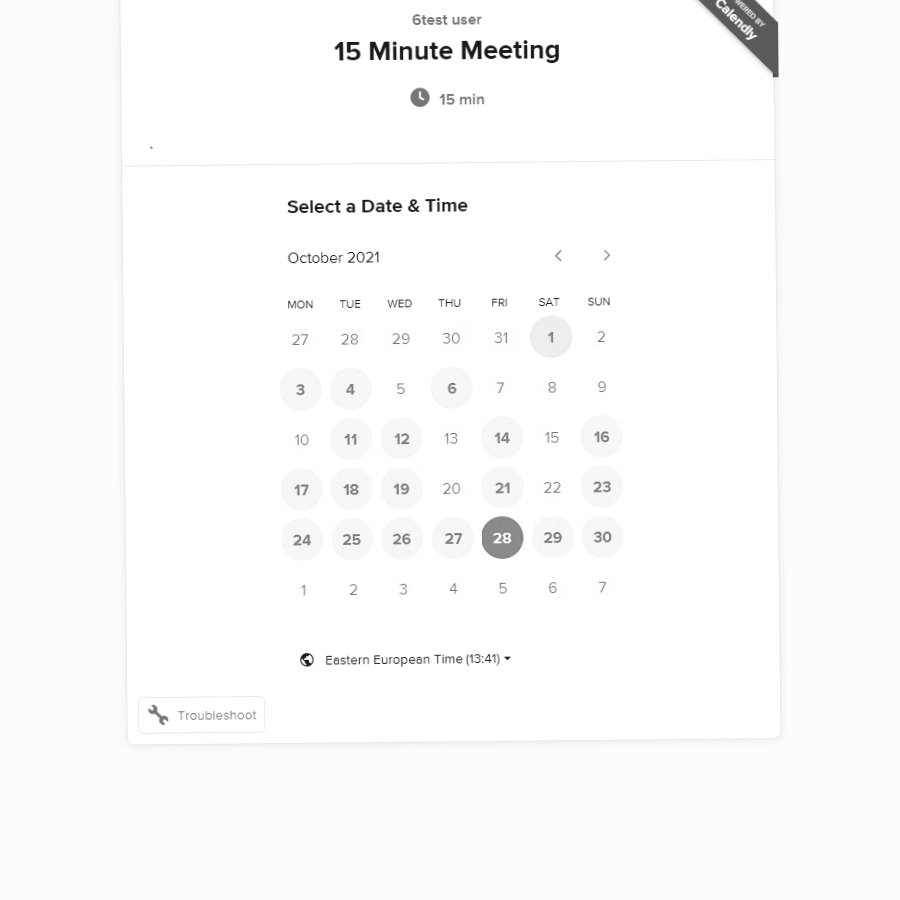 6test user
15 Minute Meeting
15 min
POWERED BY
Calendly
.
Select a Date & Time
October 2021
MON TUE WED THU FRI SAT SUN
27 28 29 30 31 1 2
3 4 5 6 7 8 9
10 11 12 13 14 15 16
17 18 19 20 21 22 23
24 25 26 27 28 29 30
1 2 3 4 5 6 7
Eastern European Time (13:41)
Troubleshoot